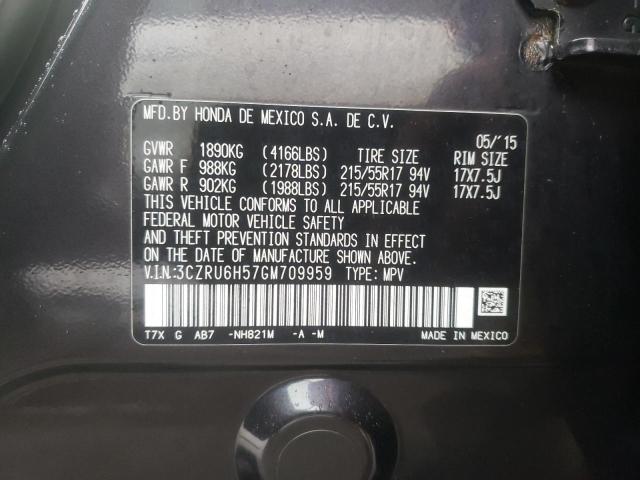 MFD.BY HONDA DE MEXICO S.A. DE C.V.
05/'15
GVWR 1890KG (4166LBS) TIRE SIZE RIM SIZE
GAWR F 988KG (2178LBS) 215/55R17 94V 17X7.5J
GAWR R 902KG (1988LBS) 215/55R17 94V 17X7.5J
THIS VEHICLE CONFORMS TO ALL APPLICABLE
FEDERAL MOTOR VEHICLE SAFETY
AND THEFT PREVENTION STANDARDS IN EFFECT
ON THE DATE OF MANUFACTURE SHOWN ABOVE.
V.I.N.:3CZRU6H57GM709959 TYPE: MPV
T7X G AB7 -NH821M -A -M MADE IN MEXICO